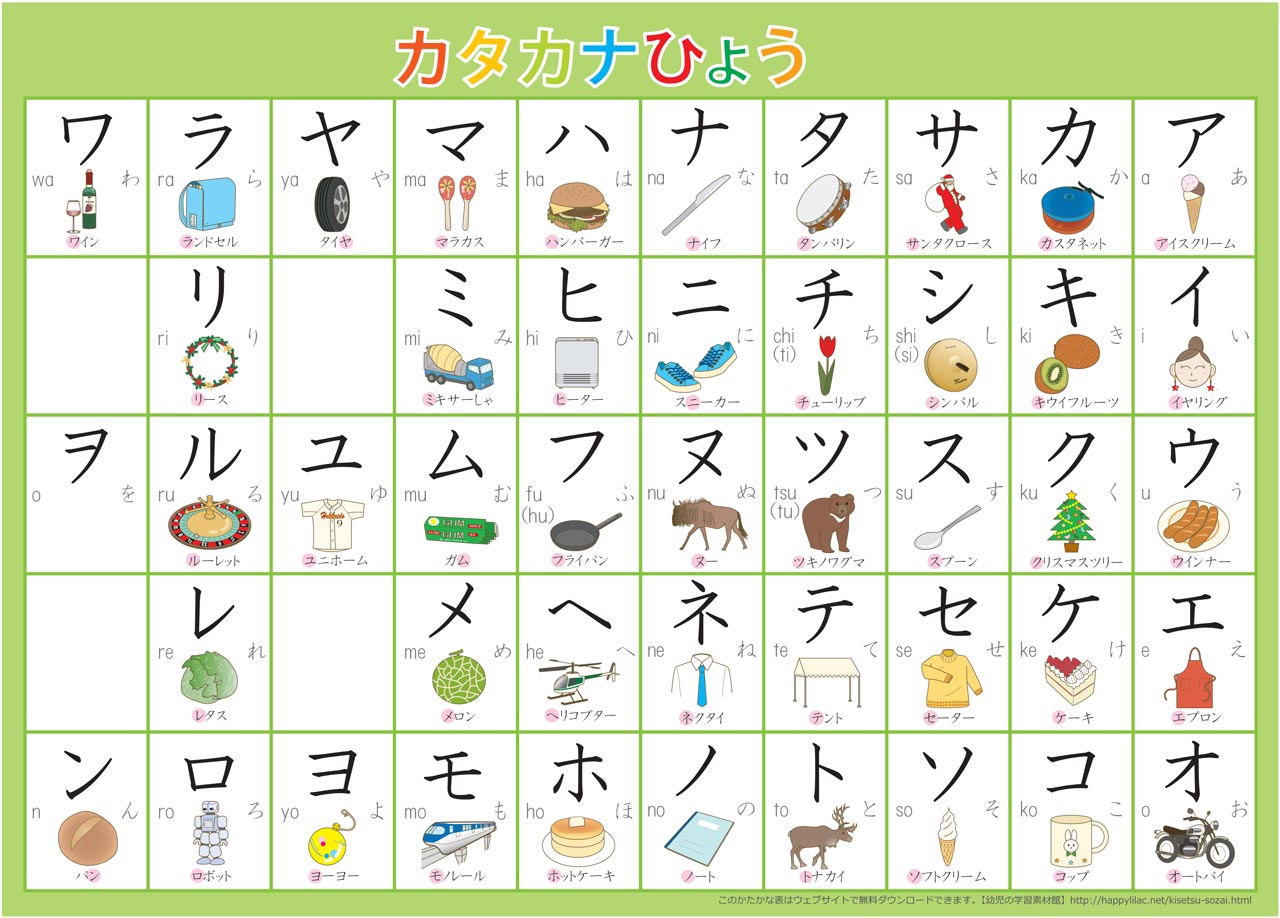 カタカナひょう
ア
a あ
アイスクリーム
イ
i い
イヤリング
ウ
u う
ウインナー
エ
e え
エプロン
オ
o お
オートバイ
カ
ka か
カスタネット
キ
ki き
キウイフルーツ
ク
ku く
クリスマスツリー
ケ
ke け
ケーキ
コ
ko こ
コップ
サ
sa さ
サンタクロース
シ
shi し
(si)
シンバル
ス
su す
スプーン
セ
se せ
セーター
ソ
so そ
ソフトクリーム
タ
ta た
タンバリン
チ
chi ち
(ti)
チューリップ
ツ
tsu つ
(tu)
ツキノワグマ
テ
te て
テント
ト
to と
トナカイ
ナ
na な
ナイフ
ニ
ni に
スニーカー
ヌ
nu ぬ
ヌー
ネ
ne ね
ネクタイ
ノ
no の
ノート
ハ
ha は
ハンバーガー
ヒ
hi ひ
ヒーター
フ
fu ふ
(hu)
フライパン
ヘ
he へ
ヘリコプター
ホ
ho ほ
ホットケーキ
マ
ma ま
マラカス
ミ
mi み
ミキサーしゃ
ム
mu む
GUM
GUM
ガム
メ
me め
メロン
モ
mo も
モノレール
ヤ
ya や
タイヤ
ユ
yu ゆ
Hokkaido
9
ユニホーム
ヨ
yo よ
ヨーヨー
ラ
ra ら
ランドセル
リ
ri り
リース
ル
ru る
ルーレット
レ
re れ
レタス
ロ
ro ろ
ロボット
ワ
wa わ
ワイン
ヲ
o を
ン
n ん
パン
このかたかな表はウェブサイトで無料ダウンロードできます。【幼児の学習素材館】http://happylilac.net/kisetsu-sozai.html